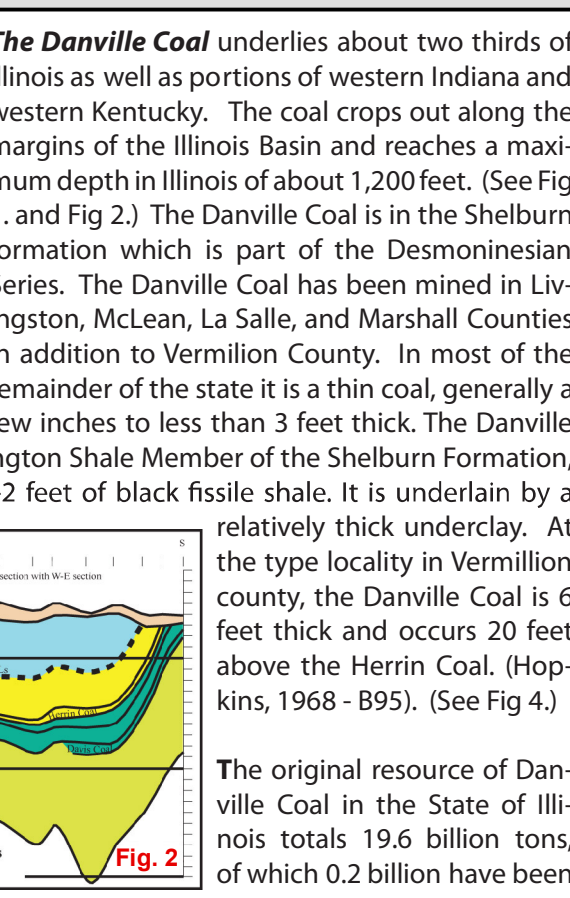 The Danville Coal underlies about two thirds of
llinois as well as portions of western Indiana and
western Kentucky. The coal crops out along the
margins of the Illinois Basin and reaches a maxi-
mum depth in Illinois of about 1,200 feet. (See Fig
. and Fig 2.) The Danville Coal is in the Shelburn
ormation which is part of the Desmoninesian
Series. The Danville Coal has been mined in Liv-
ngston, McLean, La Salle, and Marshall Counties
n addition to Vermilion County. In most of the
emainder of the state it is a thin coal, generally a
ew inches to less than 3 feet thick. The Danville
ngton Shale Member of the Shelburn Formation,
-2 feet of black fissile shale. It is underlain by a
relatively thick underclay. At
the type locality in Vermillion
county, the Danville Coal is 6
feet thick and occurs 20 feet
above the Herrin Coal. (Hop-
kins, 1968 - B95). (See Fig 4.)
The original resource of Dan-
ville Coal in the State of Illi-
nois totals 19.6 billion tons,
of which 0.2 billion have been
S
section with W-E section
Herrin Coal
Davis Coal
Fig. 2